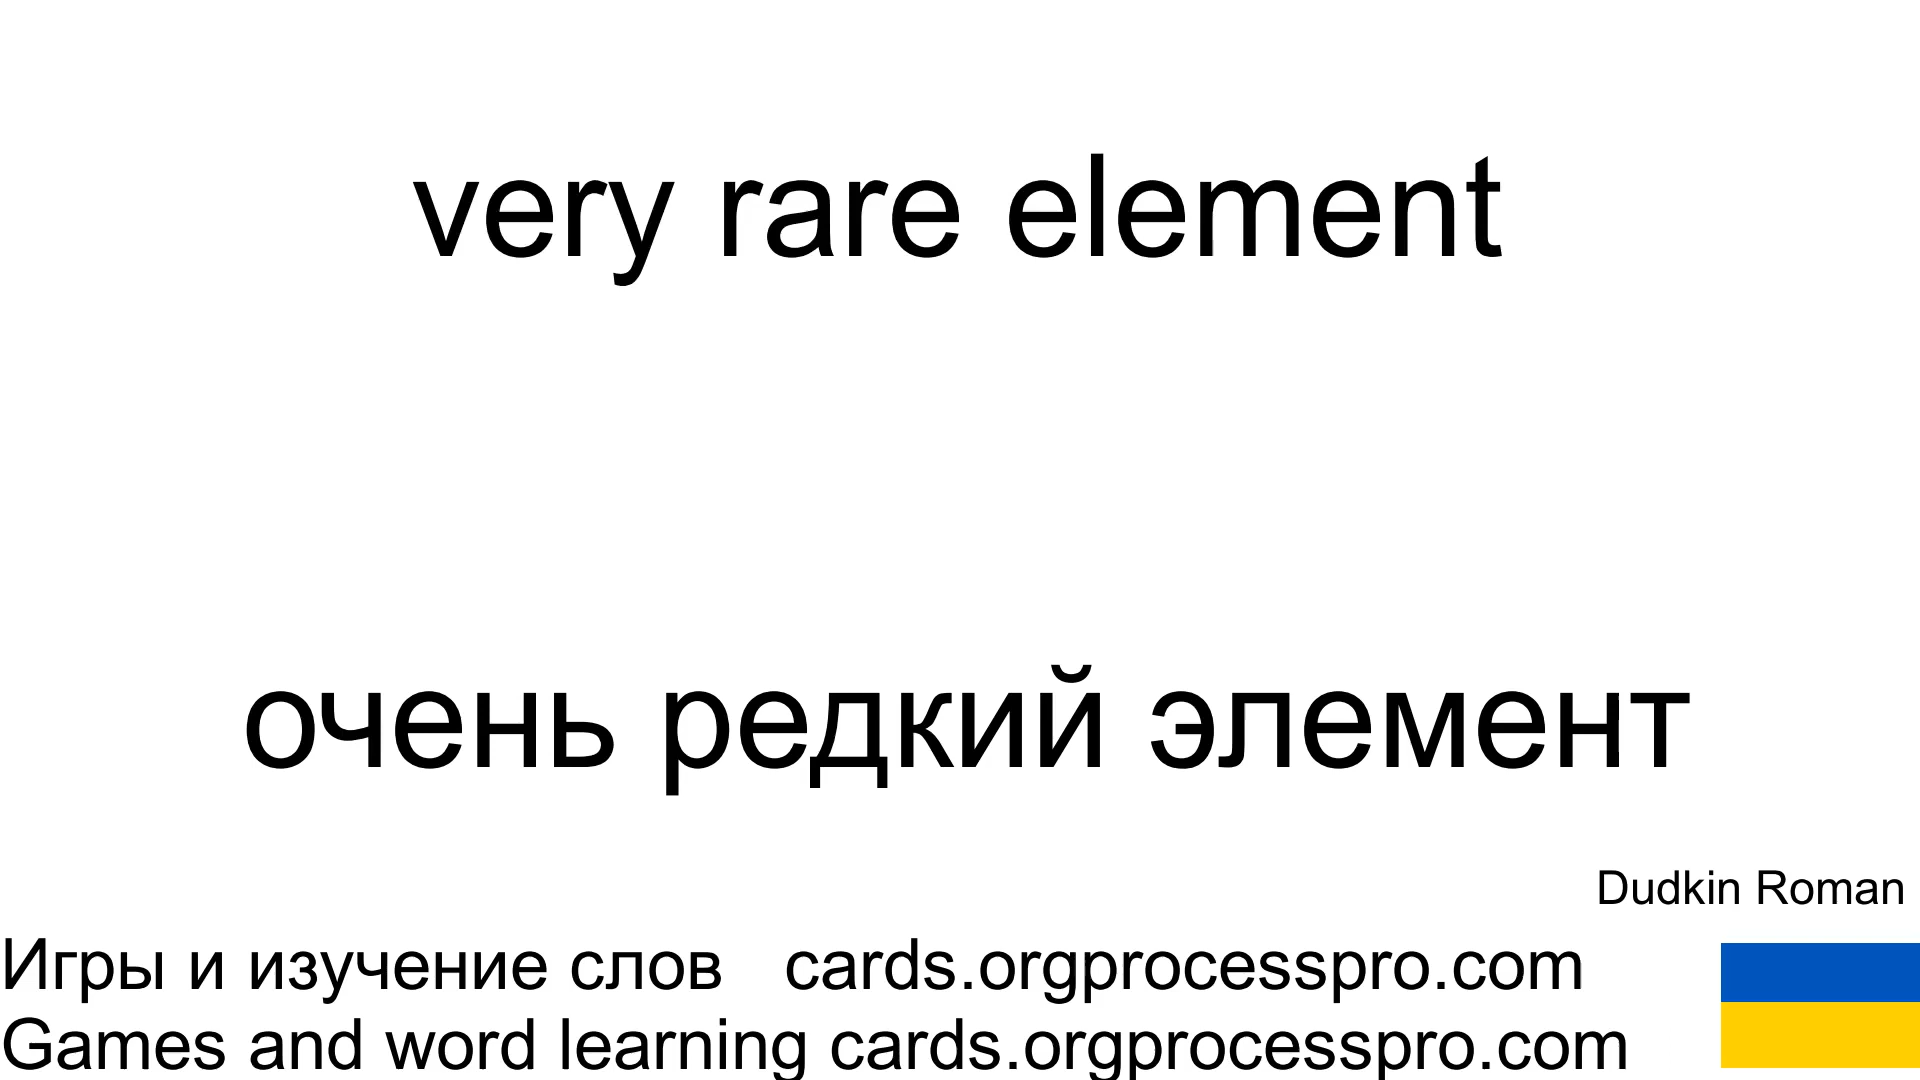 very rare element
очень редкий элемент
Dudkin Roman
Игры и изучение слов cards.orgprocesspro.com
Games and word learning cards.orgprocesspro.com